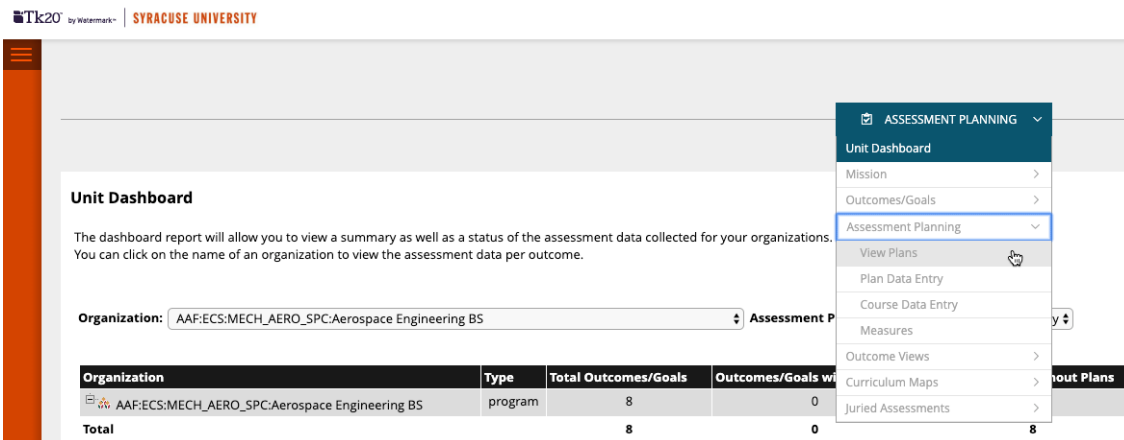 Tk20™ by Watermark™ SYRACUSE UNIVERSITY
ASSESSMENT PLANNING
Unit Dashboard
Mission
Outcomes/Goals
Assessment Planning
View Plans
Plan Data Entry
Course Data Entry
Measures
Outcome Views
Curriculum Maps
Juried Assessments
Unit Dashboard
The dashboard report will allow you to view a summary as well as a status of the assessment data collected for your organizations.
You can click on the name of an organization to view the assessment data per outcome.
Organization: AAF:ECS:MECH_AERO_SPC:Aerospace Engineering BS Assessment P
Organization Type Total Outcomes/Goals Outcomes/Goals wi hout Plans
AAF:ECS:MECH_AERO_SPC:Aerospace Engineering BS program 8 0
Total 8 0 8